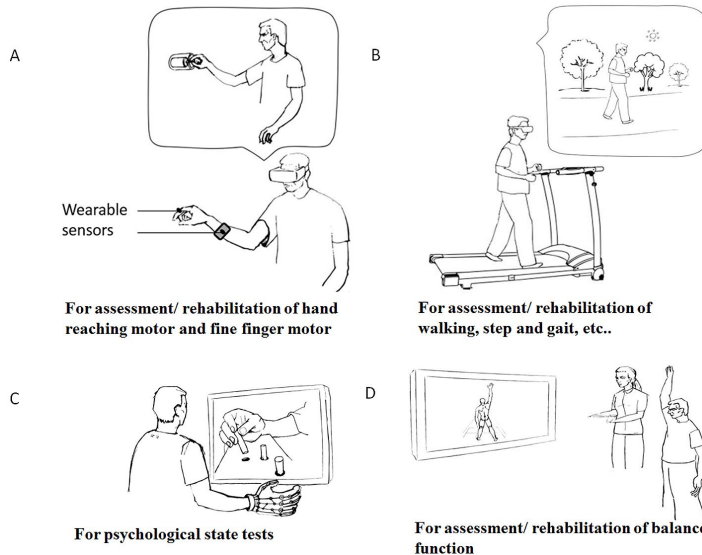 A
B
Wearable
sensors
For assessment/ rehabilitation of hand
reaching motor and fine finger motor
For assessment/ rehabilitation of
walking, step and gait, etc..
C
D
For psychological state tests
For assessment/ rehabilitation of balance
function